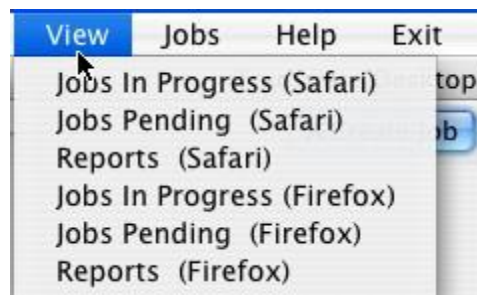 View Jobs Help Exit
Jobs In Progress (Safari)
top
Jobs Pending (Safari)
Reports (Safari)
Jobs In Progress (Firefox)
Jobs Pending (Firefox)
Reports (Firefox)